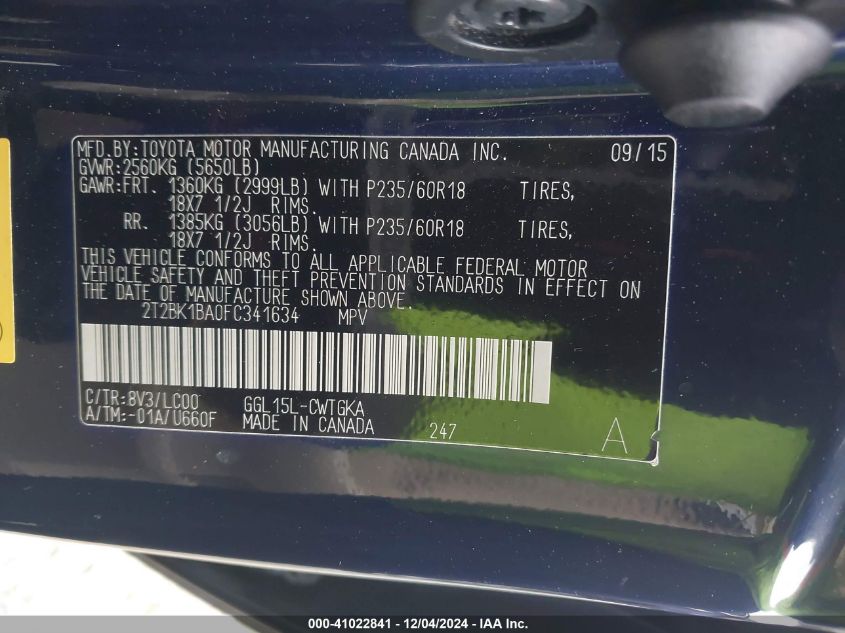 MFD.BY:TOYOTA MOTOR MANUFACTURING CANADA INC. 09/15
GVWR:2560KG (5650LB)
GAWR:FRT. 1360KG (2999LB) WITH P235/60R18 TIRES,
18X7 1/2J RIMS.
RR. 1385KG (3056LB) WITH P235/60R18 TIRES,
18X7 1/2J RIMS.
THIS VEHICLE CONFORMS TO ALL APPLICABLE FEDERAL MOTOR
VEHICLE SAFETY AND THEFT PREVENTION STANDARDS IN EFFECT ON
THE DATE OF MANUFACTURE SHOWN ABOVE.
2T2BK1BA0FC341634 MPV
C/TR:8V3/LC00 GGL15L-CWTGKA
A/TM:-01A/U660F MADE IN CANADA 247 A
000-41022841 - 12/04/2024 - IAA Inc.